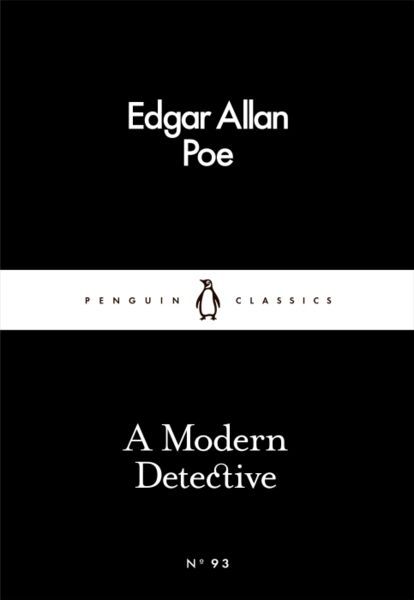 Edgar Allan
Poe
PENGUIN CLASSICS
A Modern
Detective
Nº 93